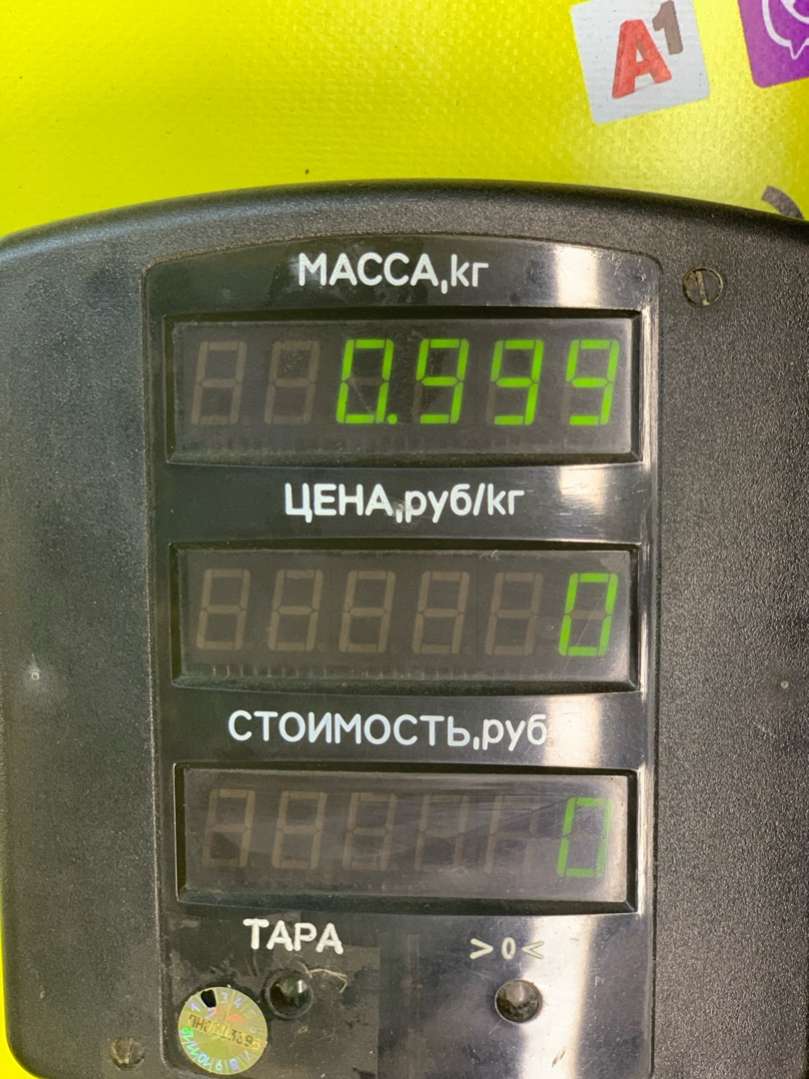 A1
МАССА,кг
0.999
ЦЕНА,руб/кг
0
СТОИМОСТЬ,руб
0
ТАРА
>0<